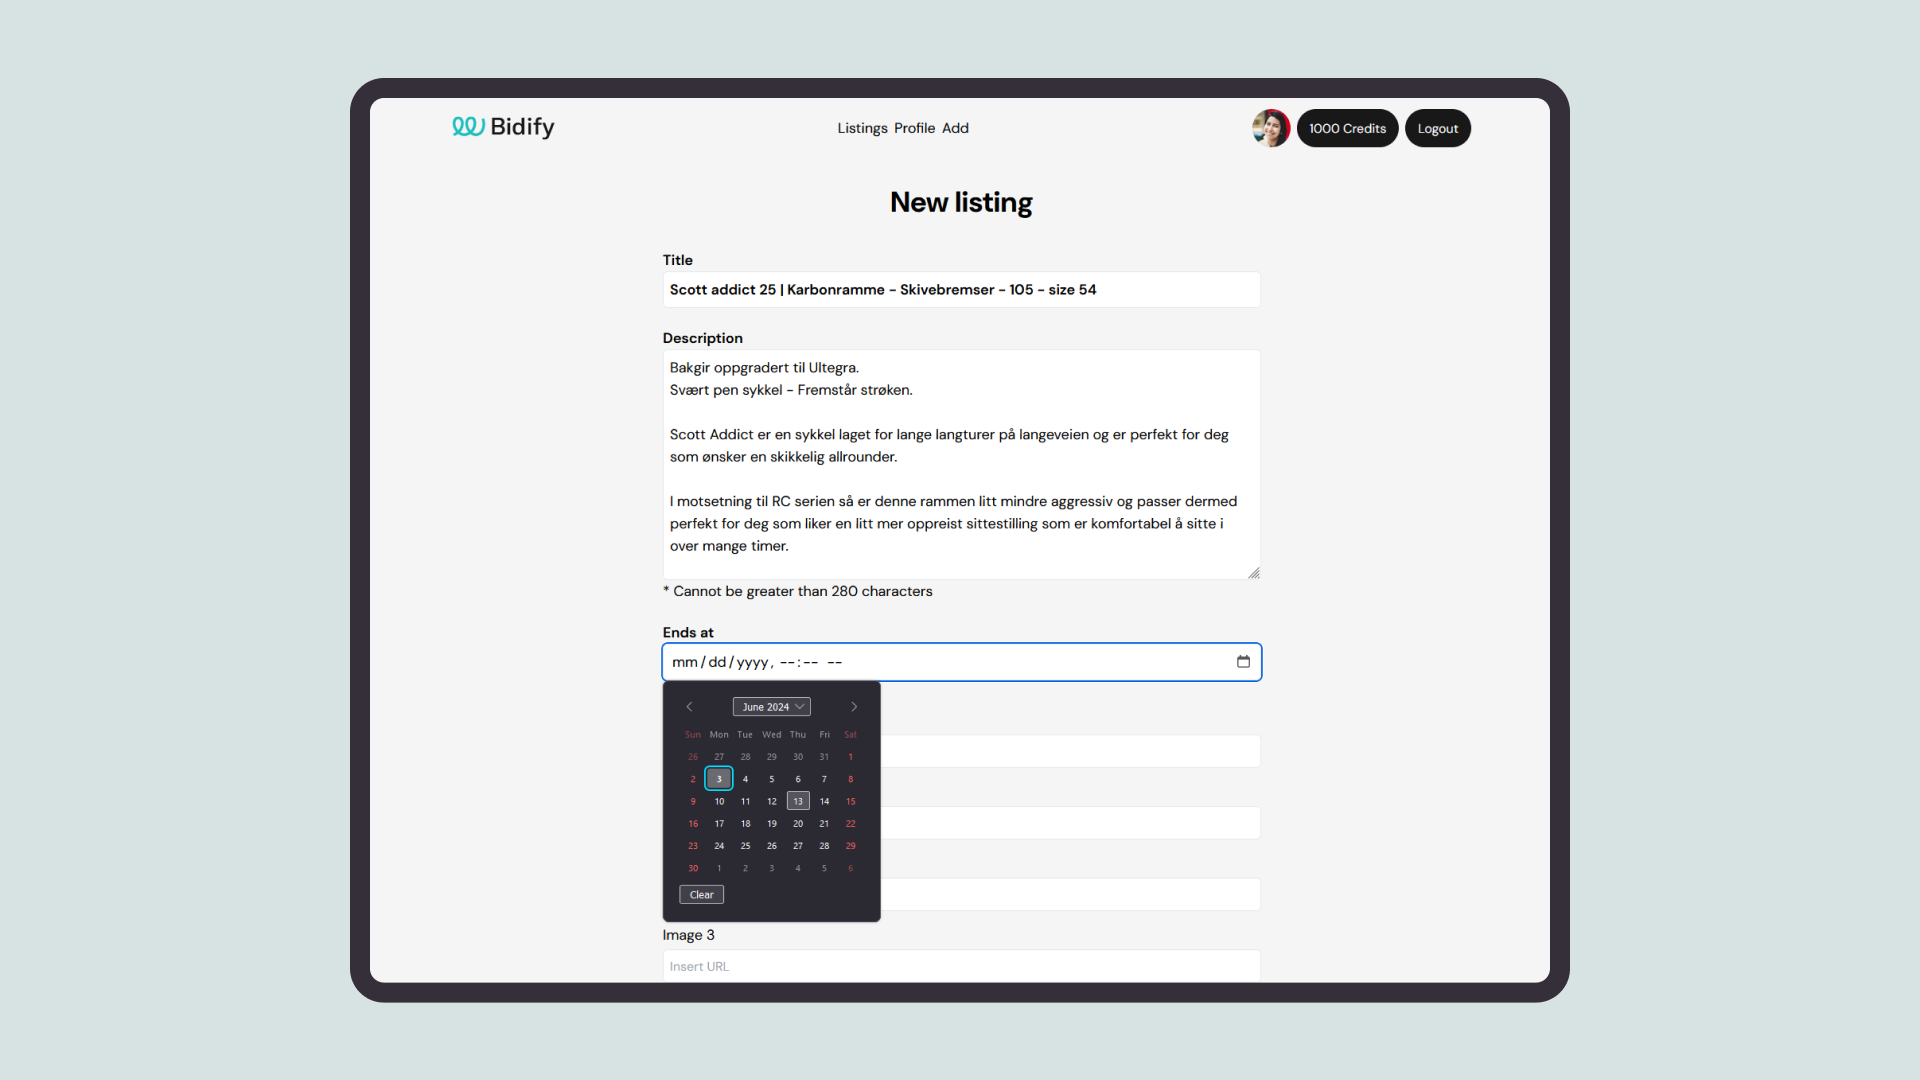 Bidify
Listings Profile Add
1000 Credits
Logout
New listing
Title
Scott addict 25 | Karbonramme - Skivebremser - 105 - size 54
Description
Bakgir oppgradert til Ultegra.
Svært pen sykkel - Fremstår strøken.
Scott Addict er en sykkel laget for lange langturer på langeveien og er perfekt for deg
som ønsker en skikkelig allrounder.
I motsetning til RC serien så er denne rammen litt mindre aggressiv og passer dermed
perfekt for deg som liker en litt mer oppreist sittestilling som er komfortabel å sitte i
over mange timer.
* Cannot be greater than 280 characters
Ends at
mm/dd/yyyy, --:-- --
June 2024
Sun Mon Tue Wed Thu Fri Sat
26 27 28 29 30 31 1
2 3 4 5 6 7 8
9 10 11 12 13 14 15
16 17 18 19 20 21 22
23 24 25 26 27 28 29
30 1 2 3 4 5 6
Clear
Image 3
Insert URL